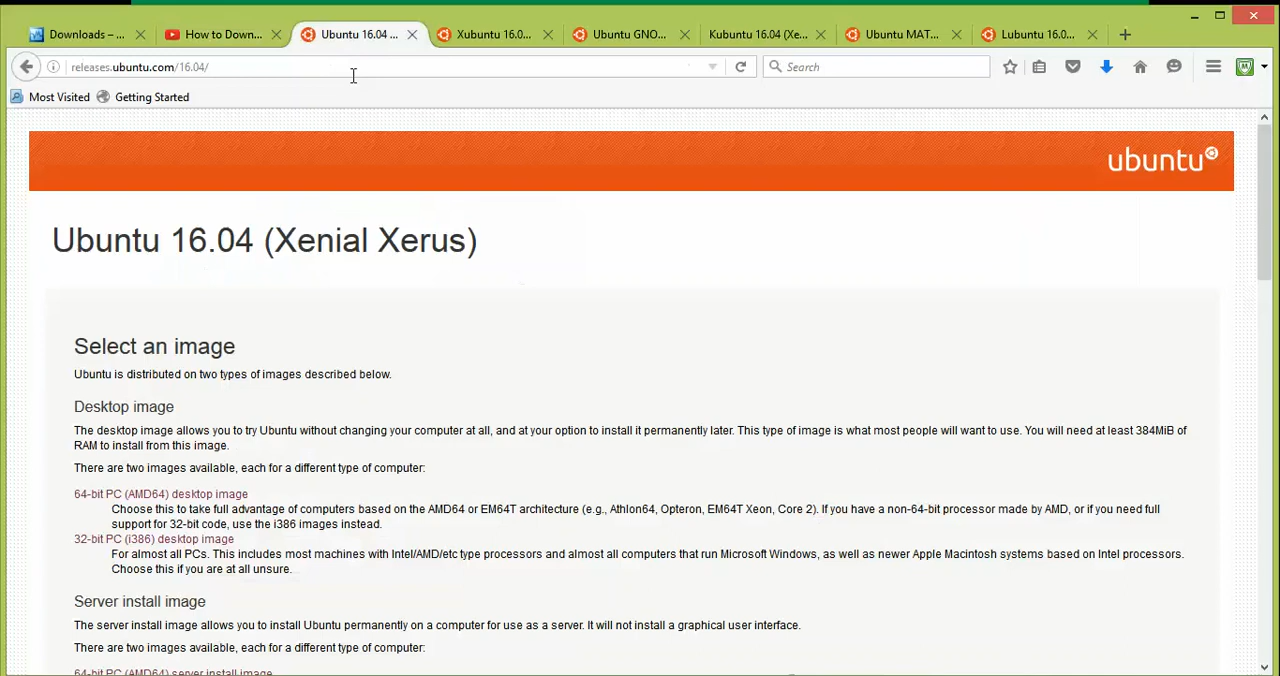 Downloads – ...
How to Down...
Ubuntu 16.04 ...
Xubuntu 16.0...
Ubuntu GNO...
Kubuntu 16.04 (Xe...
Ubuntu MAT...
Lubuntu 16.0...
releases.ubuntu.com/16.04/
Search
Most Visited
Getting Started
ubuntu
Ubuntu 16.04 (Xenial Xerus)
Select an image
Ubuntu is distributed on two types of images described below.
Desktop image
The desktop image allows you to try Ubuntu without changing your computer at all, and at your option to install it permanently later. This type of image is what most people will want to use. You will need at least 384MiB of
RAM to install from this image.
There are two images available, each for a different type of computer:
64-bit PC (AMD64) desktop image
Choose this to take full advantage of computers based on the AMD64 or EM64T architecture (e.g., Athlon64, Opteron, EM64T Xeon, Core 2). If you have a non-64-bit processor made by AMD, or if you need full
support for 32-bit code, use the i386 images instead.
32-bit PC (i386) desktop image
For almost all PCs. This includes most machines with Intel/AMD/etc type processors and almost all computers that run Microsoft Windows, as well as newer Apple Macintosh systems based on Intel processors.
Choose this if you are at all unsure.
Server install image
The server install image allows you to install Ubuntu permanently on a computer for use as a server. It will not install a graphical user interface.
There are two images available, each for a different type of computer:
64-bit PC (AMD64) server install image